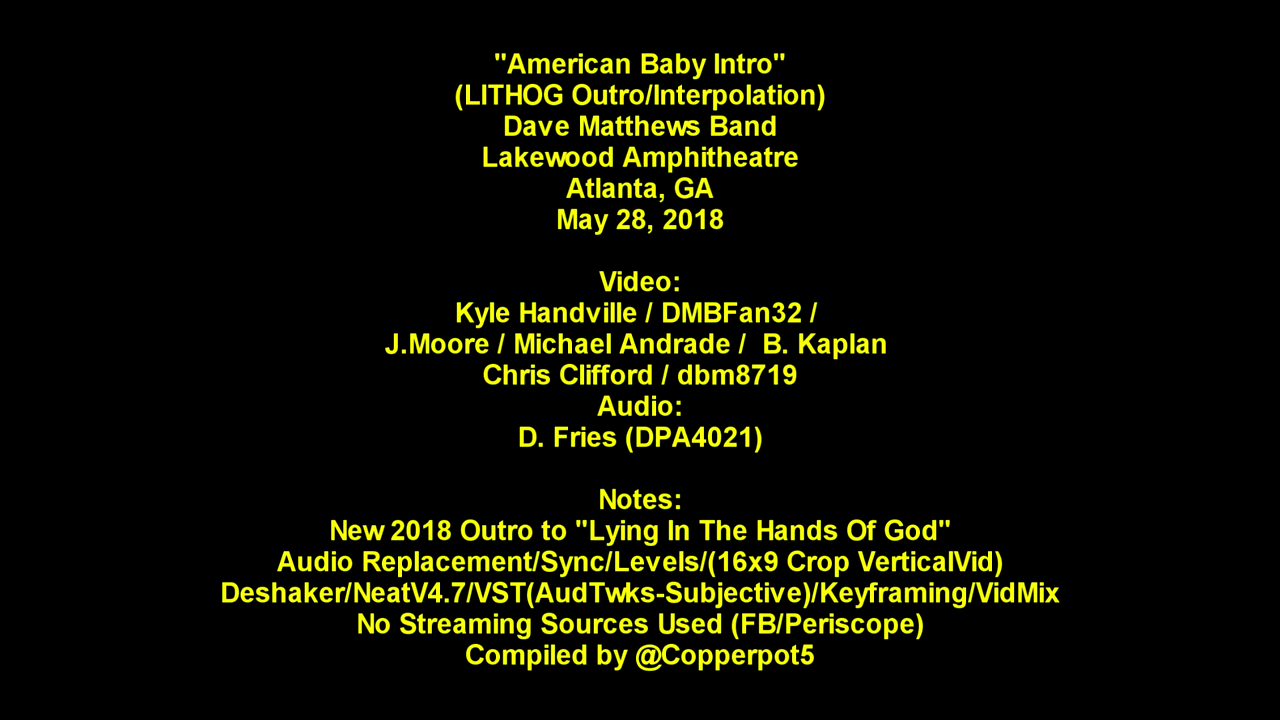 "American Baby Intro"
(LITHOG Outro/Interpolation)
Dave Matthews Band
Lakewood Amphitheatre
Atlanta, GA
May 28, 2018
Video:
Kyle Handville / DMBFan32 /
J.Moore / Michael Andrade /  B. Kaplan
Chris Clifford / dbm8719
Audio:
D. Fries (DPA4021)
Notes:
New 2018 Outro to "Lying In The Hands Of God"
Audio Replacement/Sync/Levels/(16x9 Crop VerticalVid)
Deshaker/NeatV4.7/VST(AudTwks-Subjective)/Keyframing/VidMix
No Streaming Sources Used (FB/Periscope)
Compiled by @Copperpot5